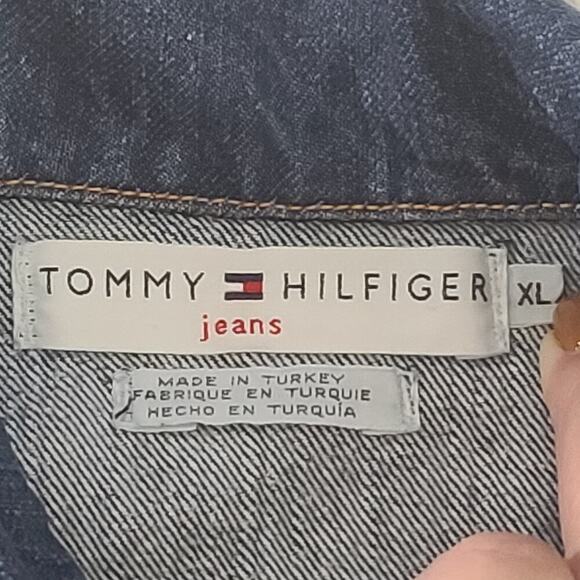 TOMMY HILFIGER XL
jeans
MADE IN TURKEY
FABRIQUE EN TURQUIE
HECHO EN TURQUÍA